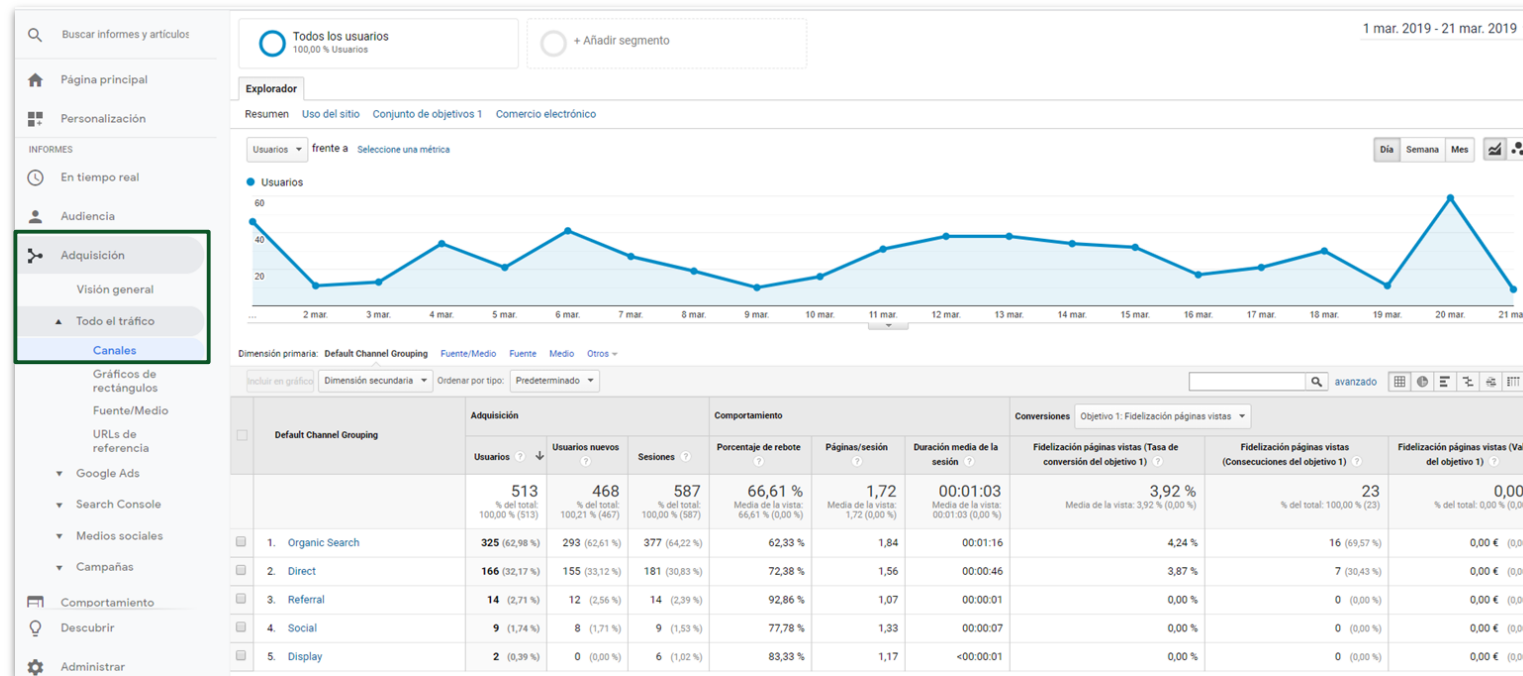 Buscar informes y artículos
Página principal
Personalización
INFORMES
En tiempo real
Audiencia
Adquisición
Visión general
Todo el tráfico
Canales
Gráficos de
rectángulos
Fuente/Medio
URLs de
referencia
Google Ads
Search Console
Medios sociales
Campañas
Comportamiento
Descubrir
Administrar
Todos los usuarios
100,00 % Usuarios
+ Añadir segmento
1 mar. 2019 - 21 mar. 2019
Explorador
Resumen Uso del sitio Conjunto de objetivos 1 Comercio electrónico
Usuarios frente a Seleccione una métrica
Día Semana Mes
Usuarios
60
40
20
... 2 mar. 3 mar. 4 mar. 5 mar. 6 mar. 7 mar. 8 mar. 9 mar. 10 mar. 11 mar. 12 mar. 13 mar. 14 mar. 15 mar. 16 mar. 17 mar. 18 mar. 19 mar. 20 mar. 21 ma
Dimensión primaria: Default Channel Grouping Fuente/Medio Fuente Medio Otros
Incluir en gráfico Dimensión secundaria Ordenar por tipo: Predeterminado avanzado
Default Channel Grouping
Adquisición Comportamiento Conversiones Objetivo 1: Fidelización páginas vistas
Usuarios ? Usuarios nuevos ? Sesiones ? Porcentaje de rebote ? Páginas/sesión ? Duración media de la sesión ? Fidelización páginas vistas (Tasa de conversión del objetivo 1) ? Fidelización páginas vistas (Consecuciones del objetivo 1) ? Fidelización páginas vistas (Val del objetivo 1) ?
513 468 587 66,61 % 1,72 00:01:03 3,92 % 23 0,00
% del total: % del total: % del total: Media de la vista: Media de la vista: Media de la vista: Media de la vista: 3,92 % (0,00 %) % del total: 100,00 % (23) % del total: 0,00 % (0,0
100,00 % (513) 100,21 % (467) 100,00 % (587) 66,61 % (0,00 %) 1,72 (0,00 %) 00:01:03 (0,00 %)
1. Organic Search 325 (62,98 %) 293 (62,61 %) 377 (64,22 %) 62,33 % 1,84 00:01:16 4,24 % 16 (69,57 %) 0,00 € (0,0
2. Direct 166 (32,17 %) 155 (33,12 %) 181 (30,83 %) 72,38 % 1,56 00:00:46 3,87 % 7 (30,43 %) 0,00 € (0,0
3. Referral 14 (2,71 %) 12 (2,56 %) 14 (2,39 %) 92,86 % 1,07 00:00:01 0,00 % 0 (0,00 %) 0,00 € (0,0
4. Social 9 (1,74 %) 8 (1,71 %) 9 (1,53 %) 77,78 % 1,33 00:00:07 0,00 % 0 (0,00 %) 0,00 € (0,0
5. Display 2 (0,39 %) 0 (0,00 %) 6 (1,02 %) 83,33 % 1,17 <00:00:01 0,00 % 0 (0,00 %) 0,00 € (0,0